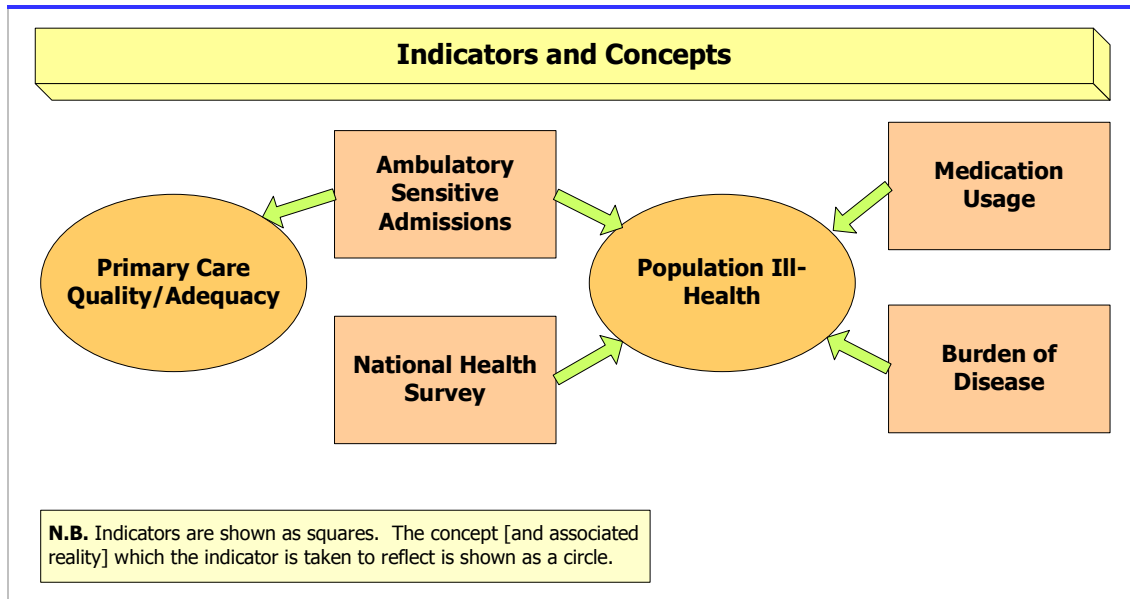 Indicators and Concepts
Ambulatory
Sensitive
Admissions
Medication
Usage
Primary Care
Quality/Adequacy
Population Ill-
Health
National Health
Survey
Burden of
Disease
N.B. Indicators are shown as squares.  The concept [and associated
reality] which the indicator is taken to reflect is shown as a circle.